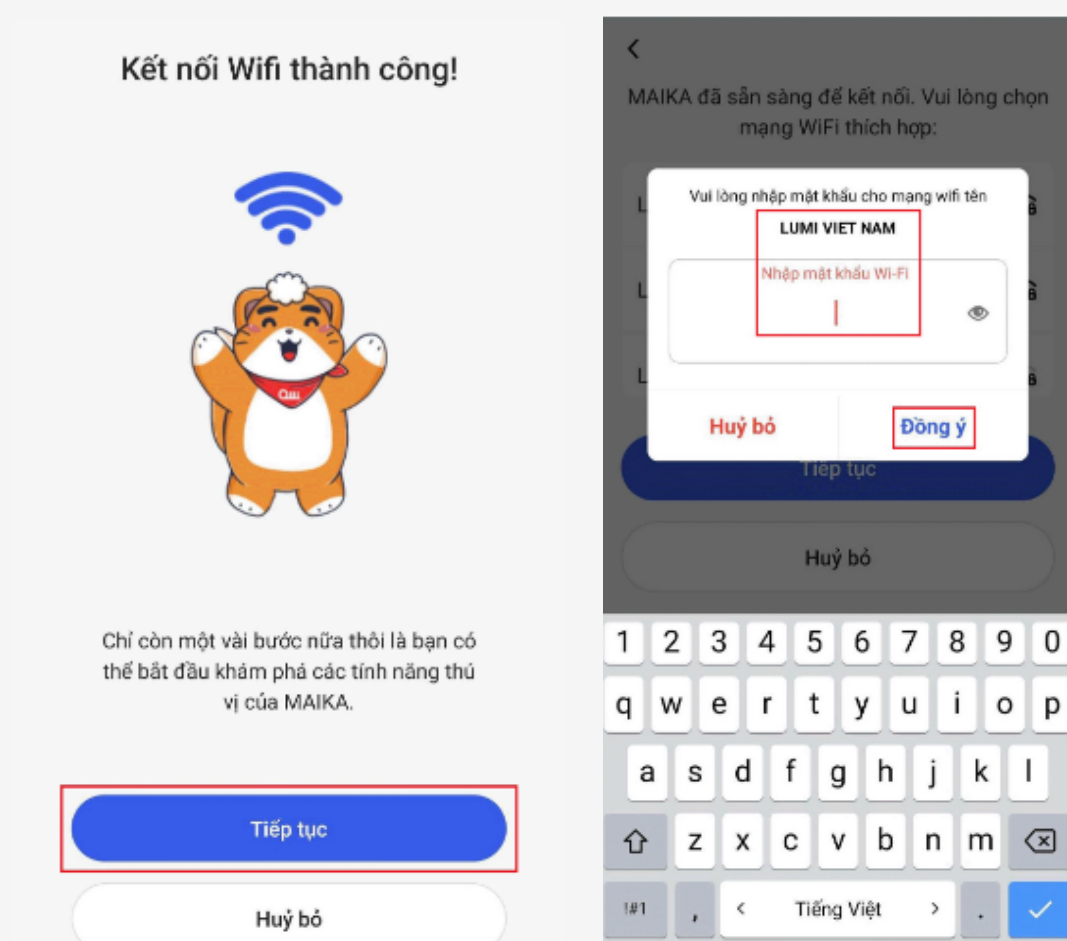 Kết nối Wifi thành công!
Olli
Chỉ còn một vài bước nữa thôi là bạn có
thể bắt đầu khám phá các tính năng thú
vị của MAIKA.
Tiếp tục
Huỷ bỏ
MAIKA đã sẵn sàng để kết nối. Vui lòng chọn
mạng WiFi thích hợp:
L
Vui lòng nhập mật khẩu cho mạng wifi tên
LUMI VIET NAM
Nhập mật khẩu Wi-Fi
L
L
Huỷ bỏ
Đồng ý
Tiếp tục
Huỷ bỏ
1 2 3 4 5 6 7 8 9 0
q w e r t y u i o p
a s d f g h j k l
z x c v b n m
!#1 , < Tiếng Việt > .